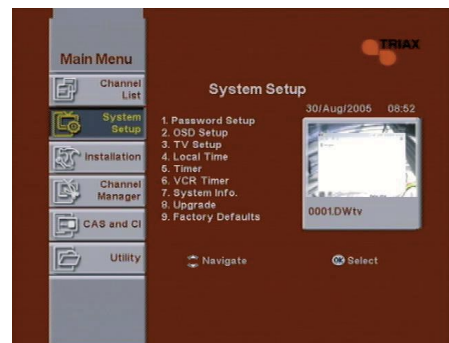 Main Menu
Channel
List
System
Setup
Installation
Channel
Manager
CAS and CI
Utility
TRIAX
System Setup
30/Aug/2005 08:52
1. Password Setup
2. OSD Setup
3. TV Setup
4. Local Time
5. Timer
6. VCR Timer
7. System Info.
8. Upgrade
9. Factory Defaults
0001.DWtv
Navigate
OK Select